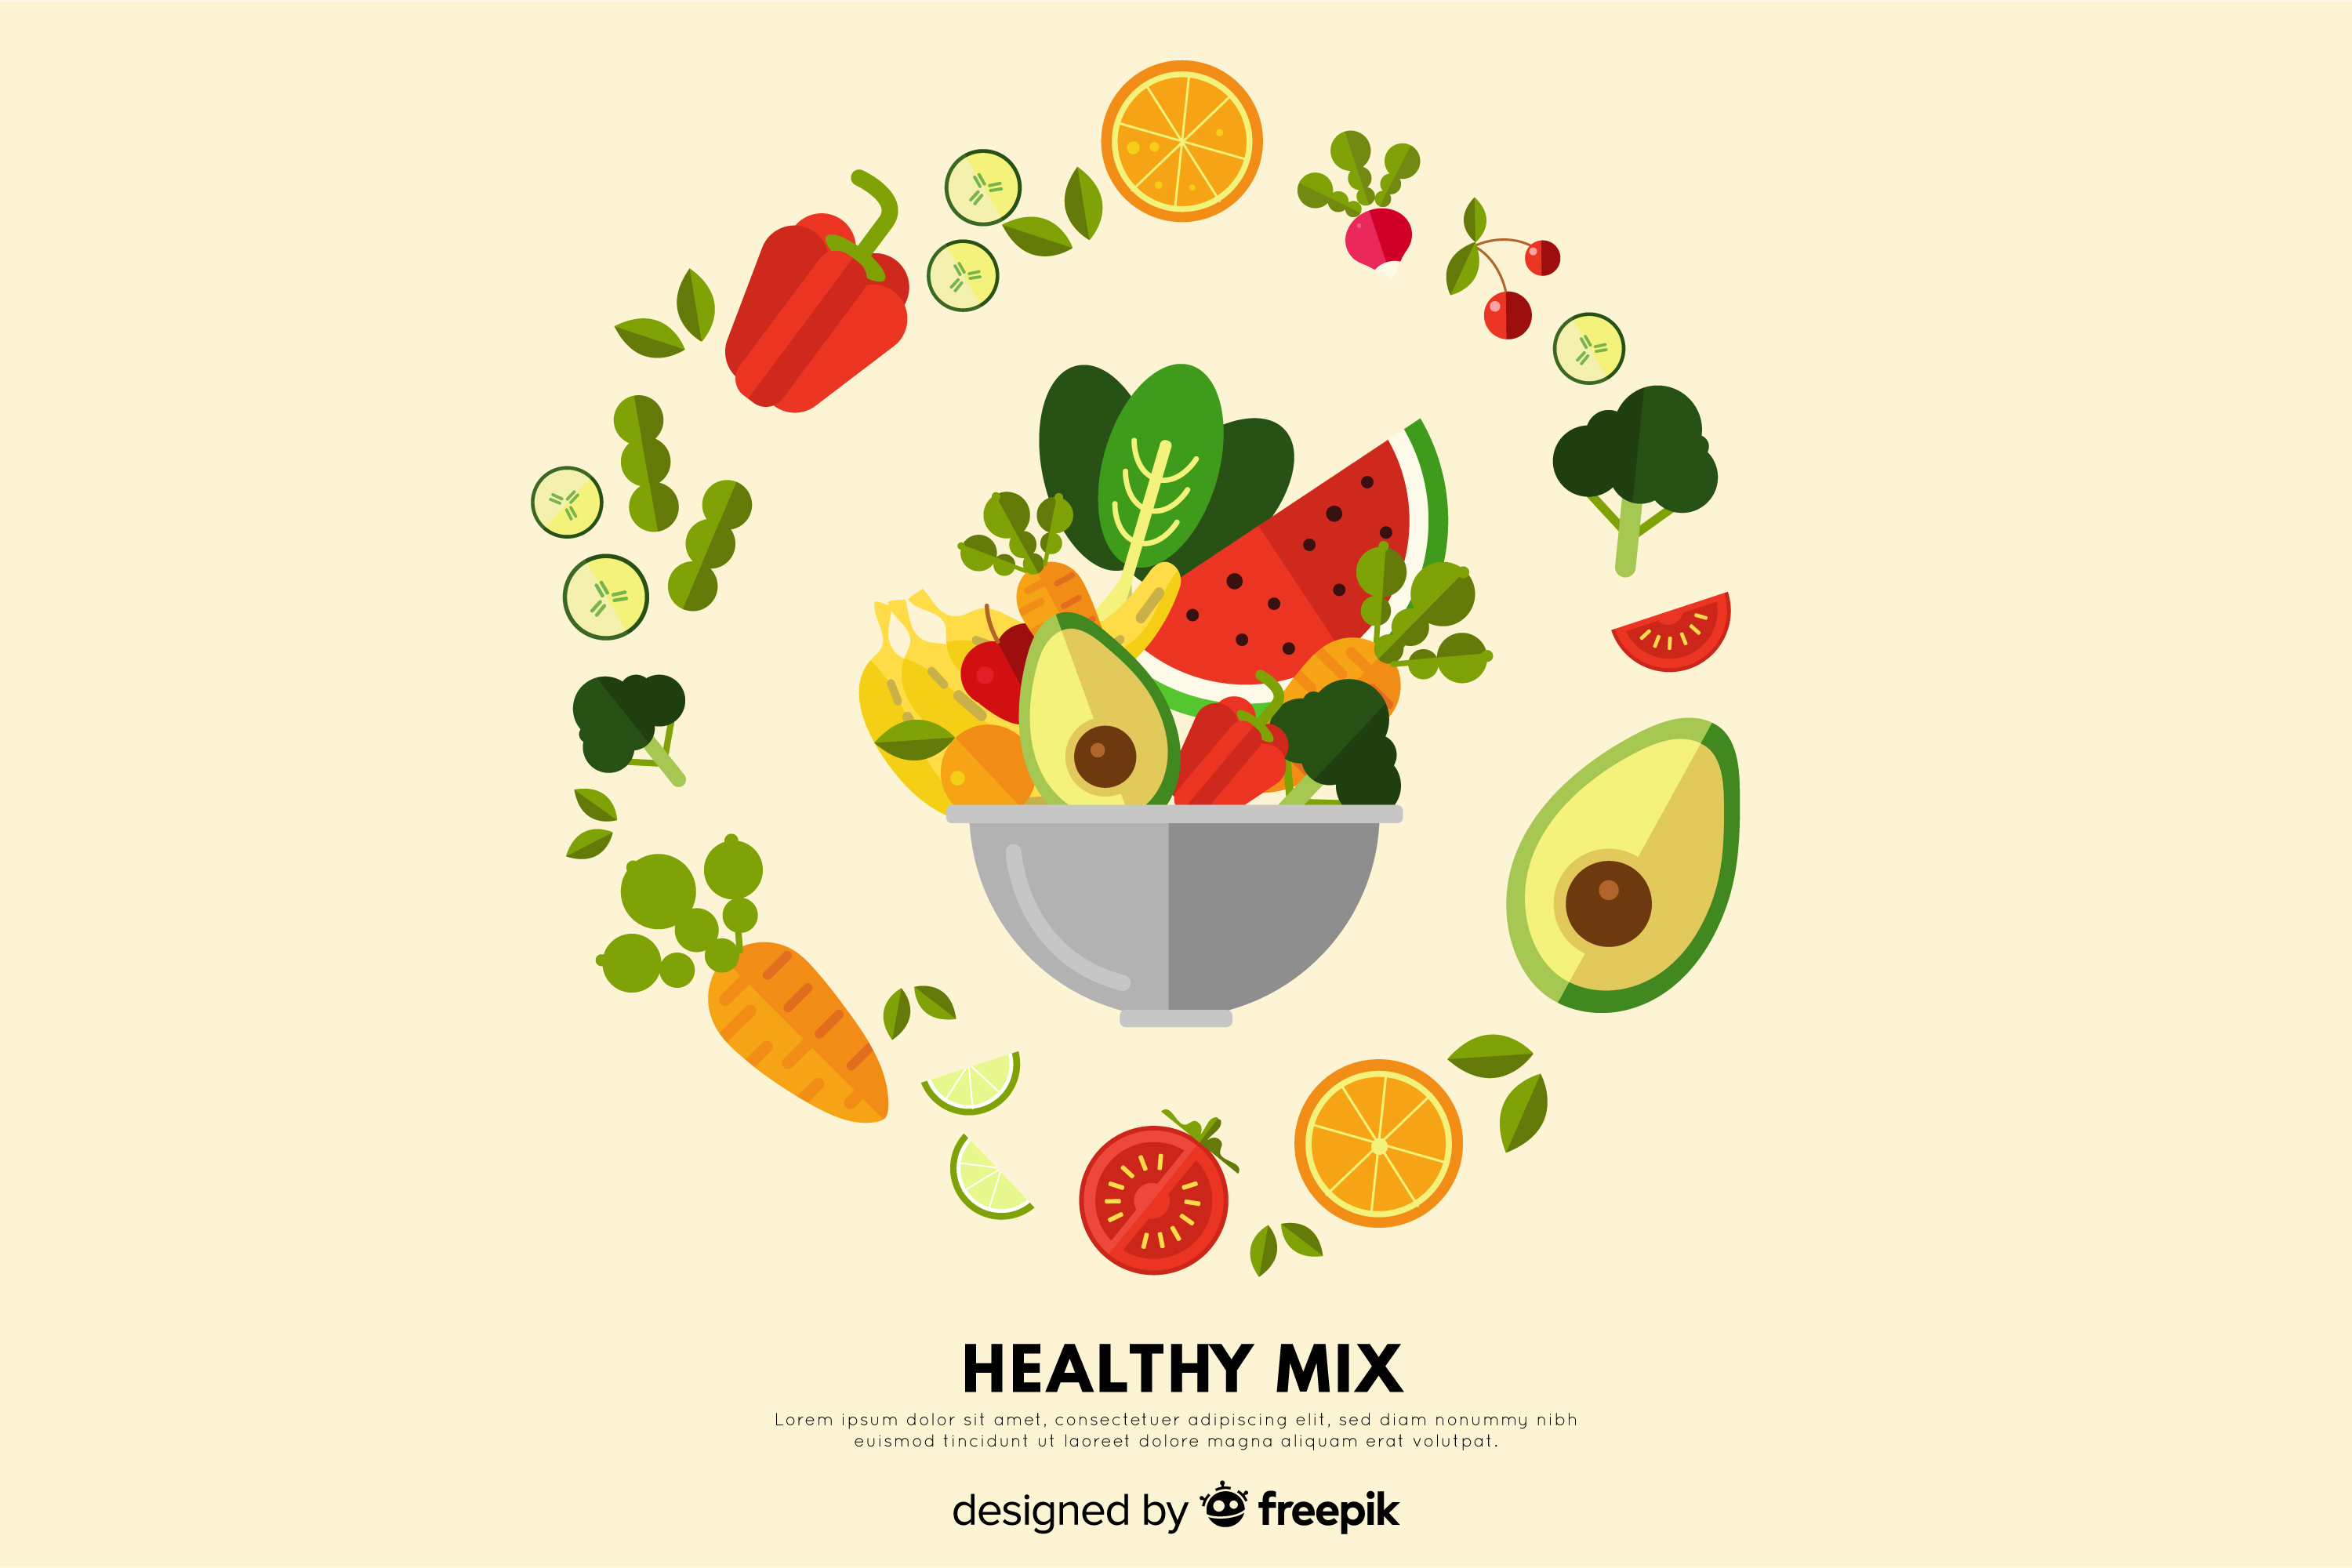 HEALTHY MIX
Lorem ipsum dolor sit amet, consectetuer adipiscing elit, sed diam nonummy nibh
euismod tincidunt ut laoreet dolore magna aliquam erat volutpat.
designed by freepik